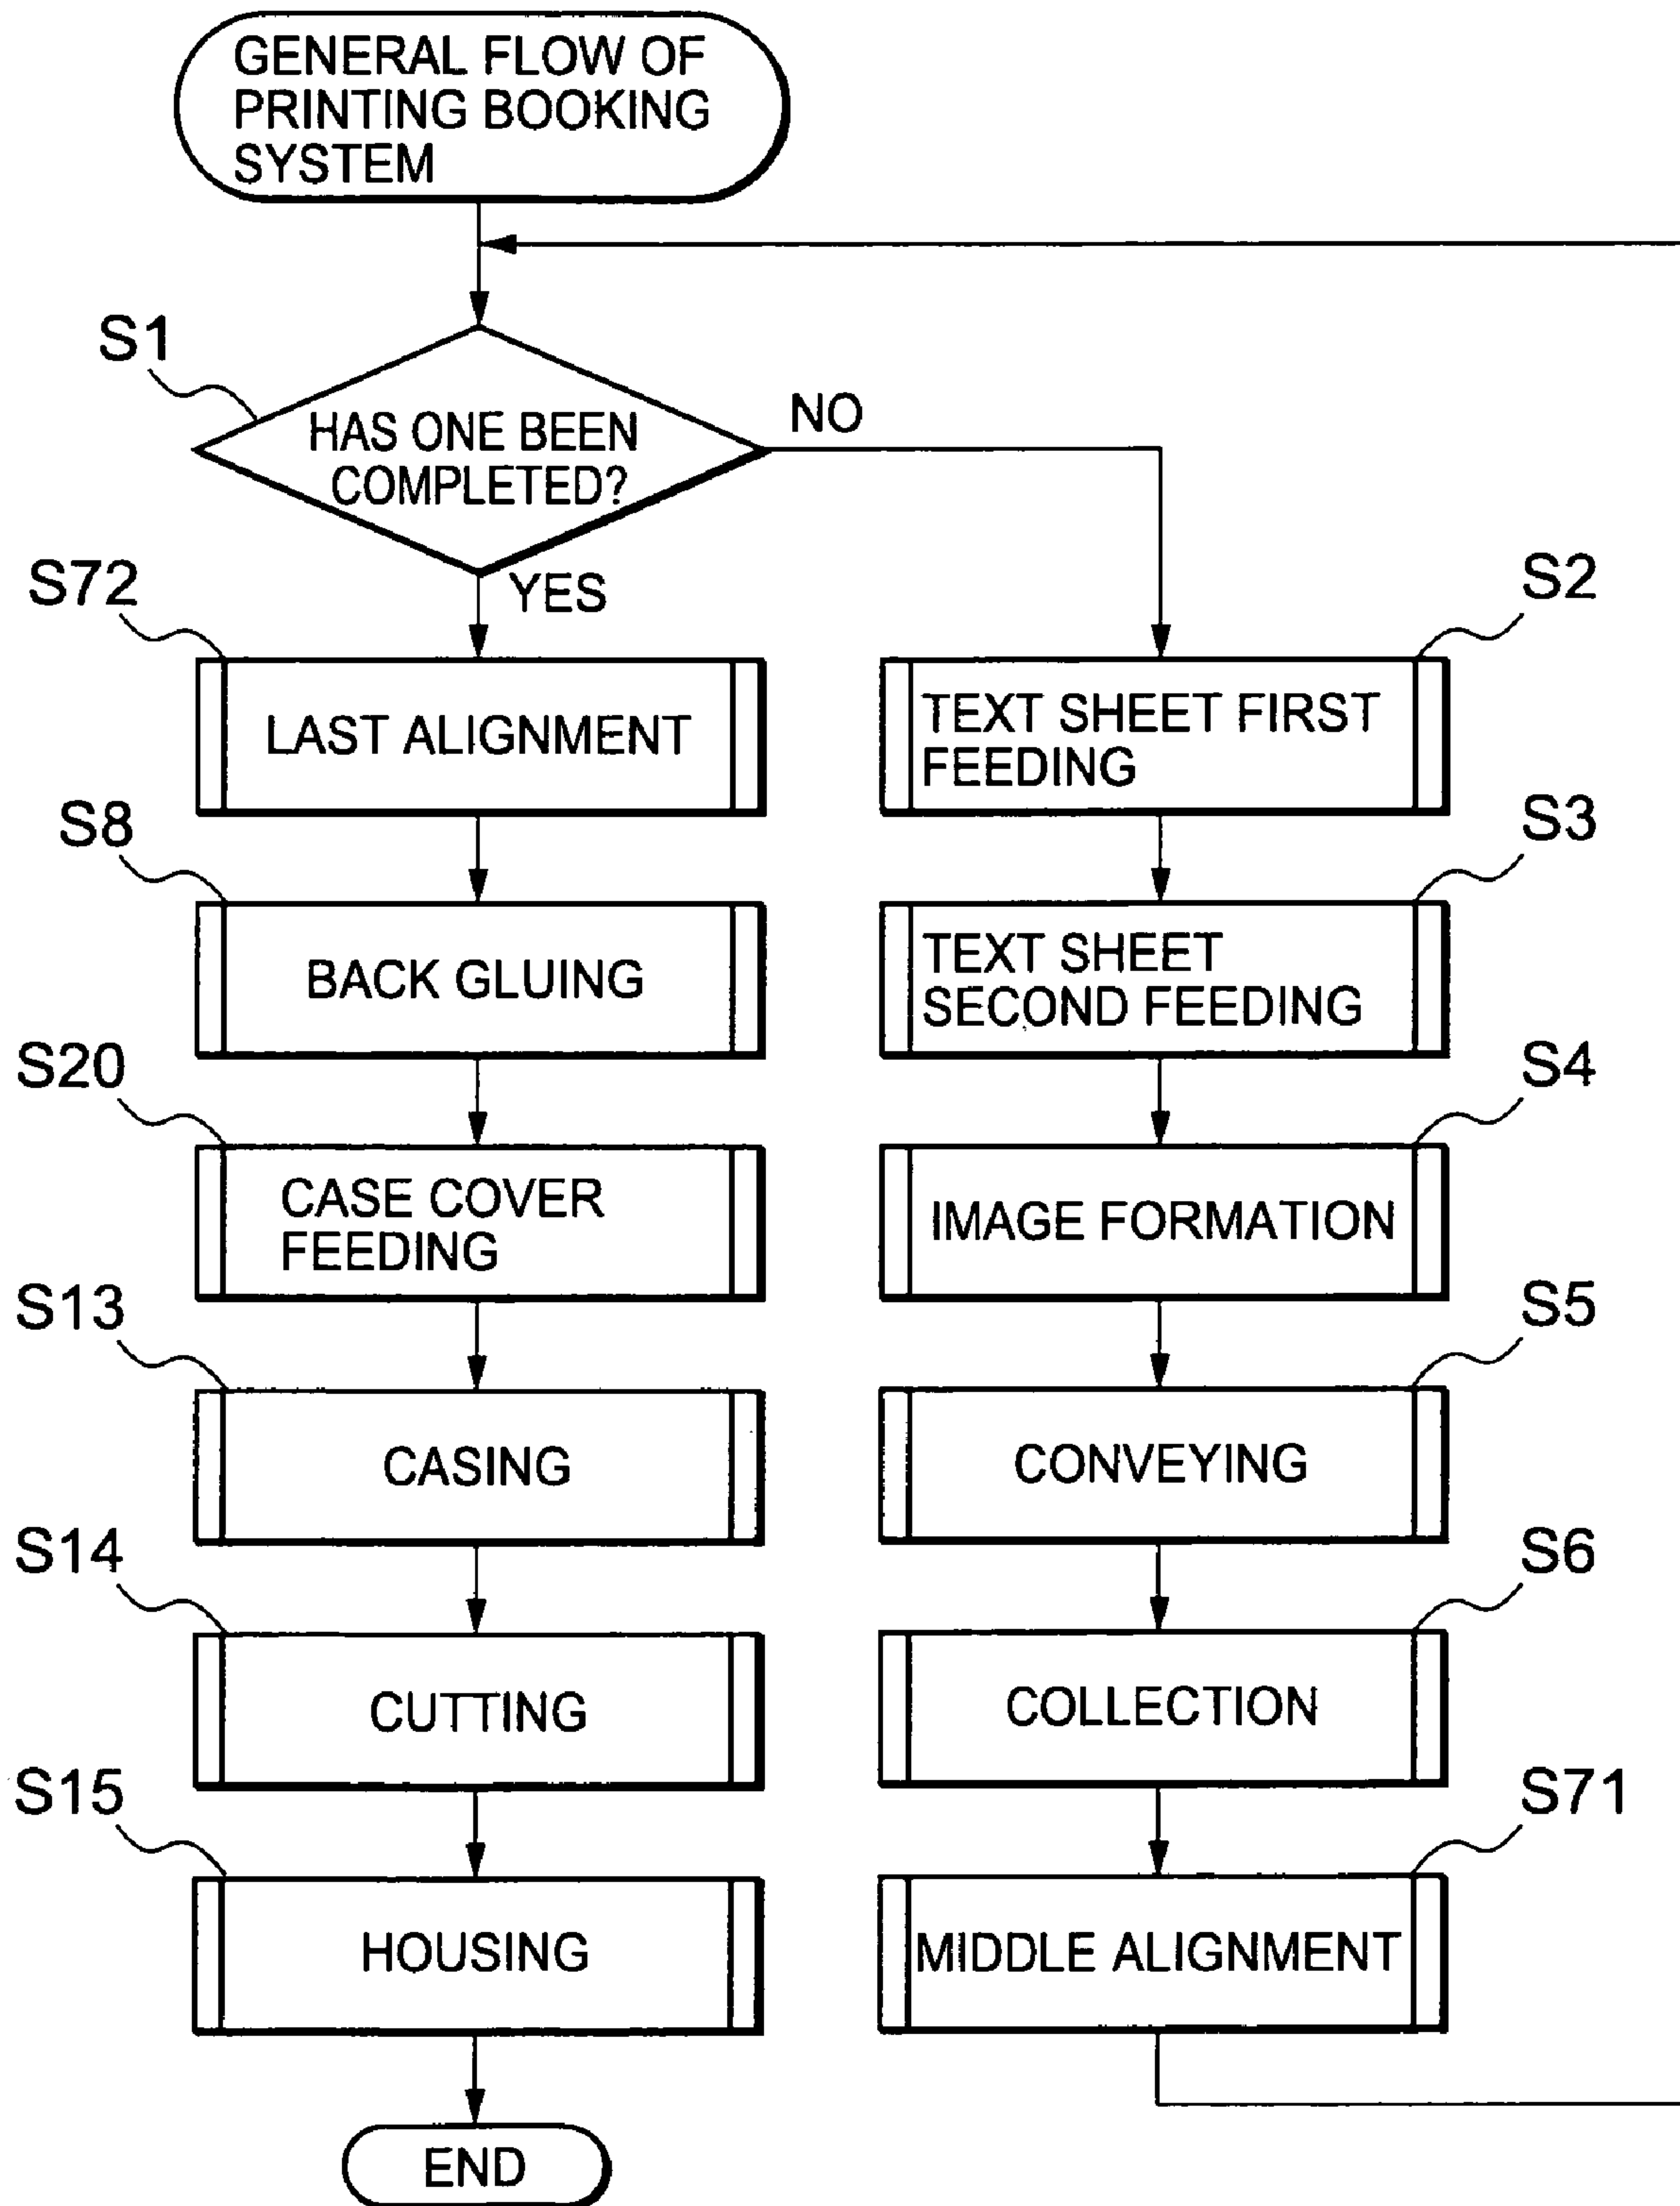 GENERAL FLOW OF
PRINTING BOOKING
SYSTEM
S1
HAS ONE BEEN
COMPLETED?
NO
YES
S72
LAST ALIGNMENT
S2
TEXT SHEET FIRST
FEEDING
S8
BACK GLUING
S3
TEXT SHEET
SECOND FEEDING
S20
CASE COVER
FEEDING
S4
IMAGE FORMATION
S13
CASING
S5
CONVEYING
S14
CUTTING
S6
COLLECTION
S15
HOUSING
S71
MIDDLE ALIGNMENT
END